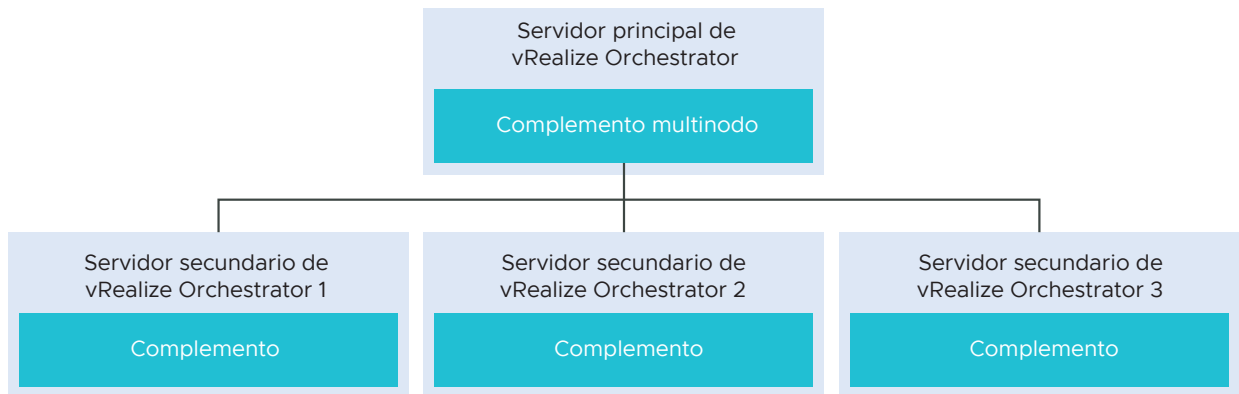 Servidor principal de
vRealize Orchestrator
Complemento multinodo
Servidor secundario de
vRealize Orchestrator 1
Complemento
Servidor secundario de
vRealize Orchestrator 2
Complemento
Servidor secundario de
vRealize Orchestrator 3
Complemento